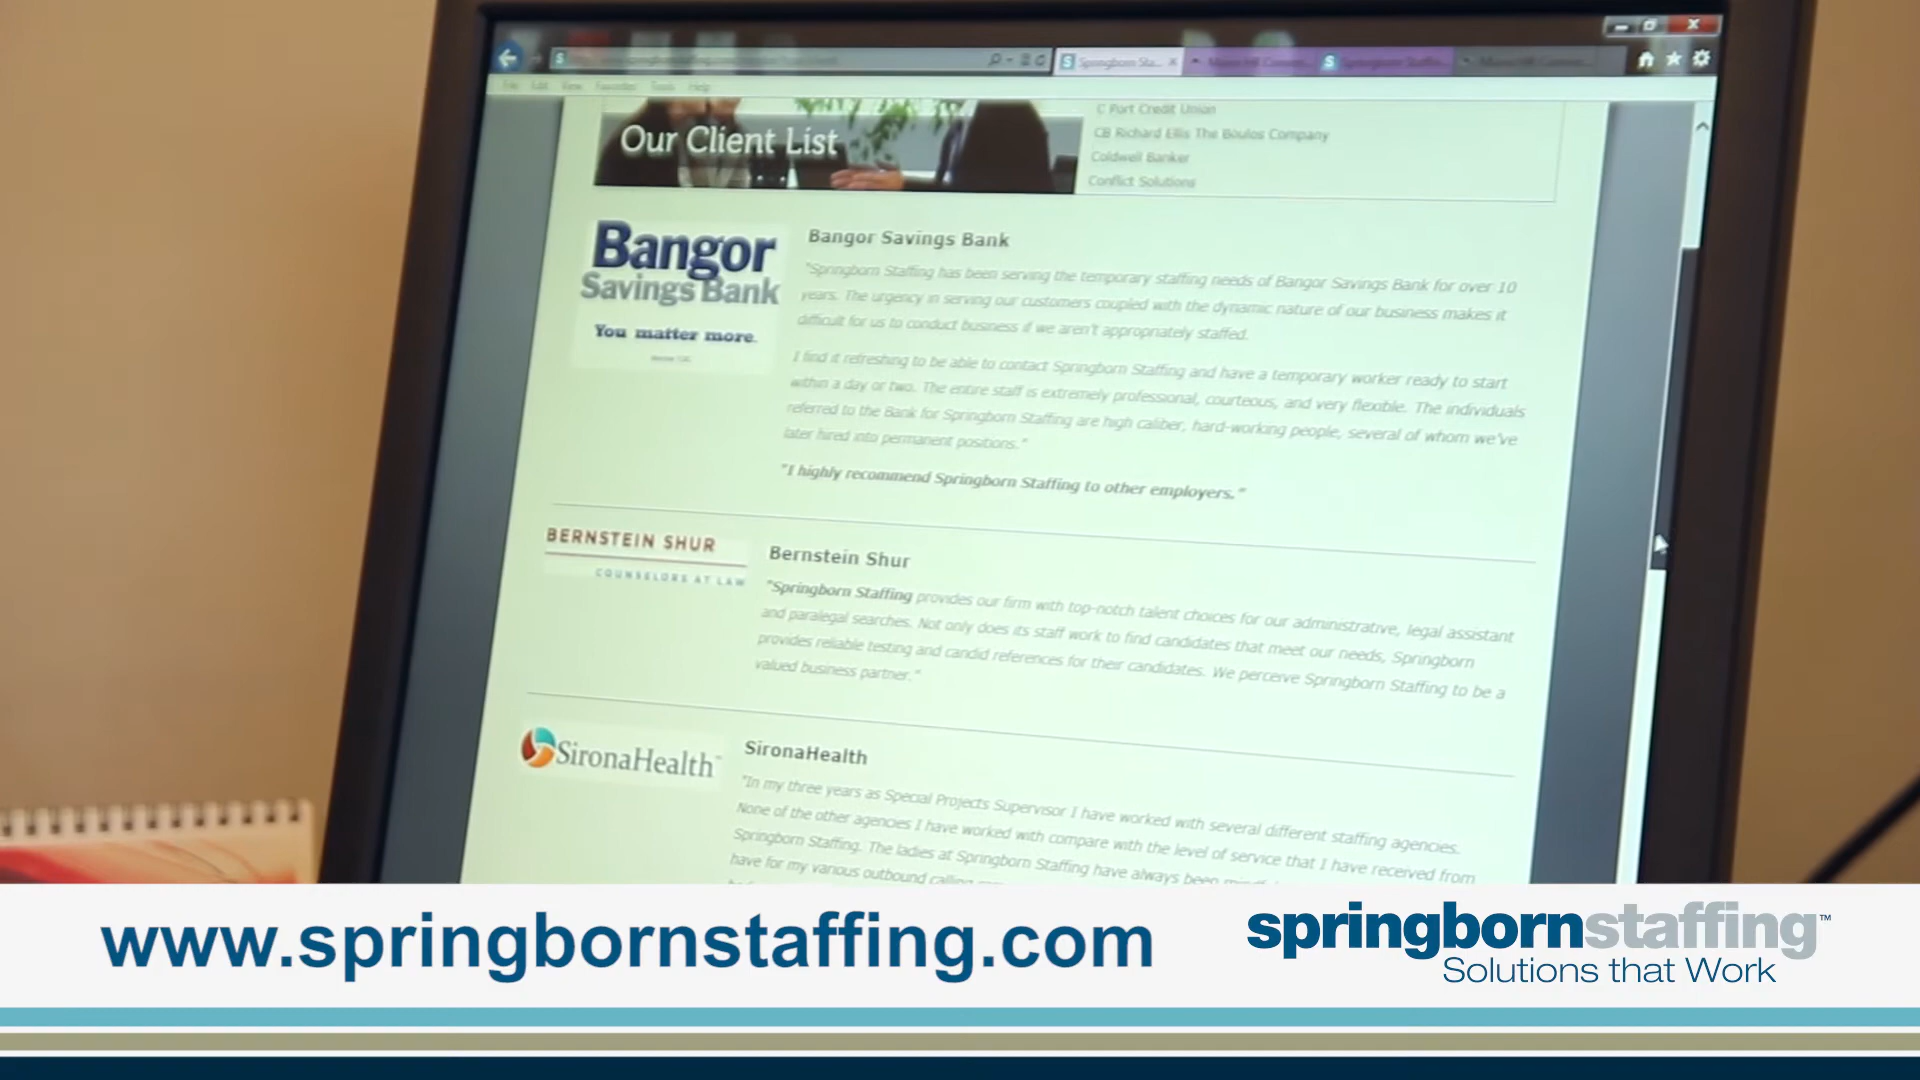 Springborn Sta...
File Edit View Favorites Tools Help
C Port Credit Union
CB Richard Ellis The Boulos Company
Coldwell Banker
Conflict Solutions
Our Client List
Bangor
Savings Bank
You matter more.
Bangor Savings Bank
"Springborn Staffing has been serving the temporary staffing needs of Bangor Savings Bank for over 10
years. The urgency in serving our customers coupled with the dynamic nature of our business makes it
difficult for us to conduct business if we aren't appropriately staffed.
I find it refreshing to be able to contact Springborn Staffing and have a temporary worker ready to start
within a day or two. The entire staff is extremely professional, courteous, and very flexible. The individuals
referred to the Bank for Springborn Staffing are high caliber, hard-working people, several of whom we've
later hired into permanent positions."
"I highly recommend Springborn Staffing to other employers."
BERNSTEIN SHUR
COUNSELORS AT LAW
Bernstein Shur
"Springborn Staffing provides our firm with top-notch talent choices for our administrative, legal assistant
and paralegal searches. Not only does its staff work to find candidates that meet our needs, Springborn
provides reliable testing and candid references for their candidates. We perceive Springborn Staffing to be a
valued business partner."
SironaHealth™
SironaHealth
"In my three years as Special Projects Supervisor I have worked with several different staffing agencies.
None of the other agencies I have worked with compare with the level of service that I have received from
Springborn Staffing. The ladies at Springborn Staffing have always been
have for my various outbound calling
www.springbornstaffing.com
springbornstaffing™
Solutions that Work